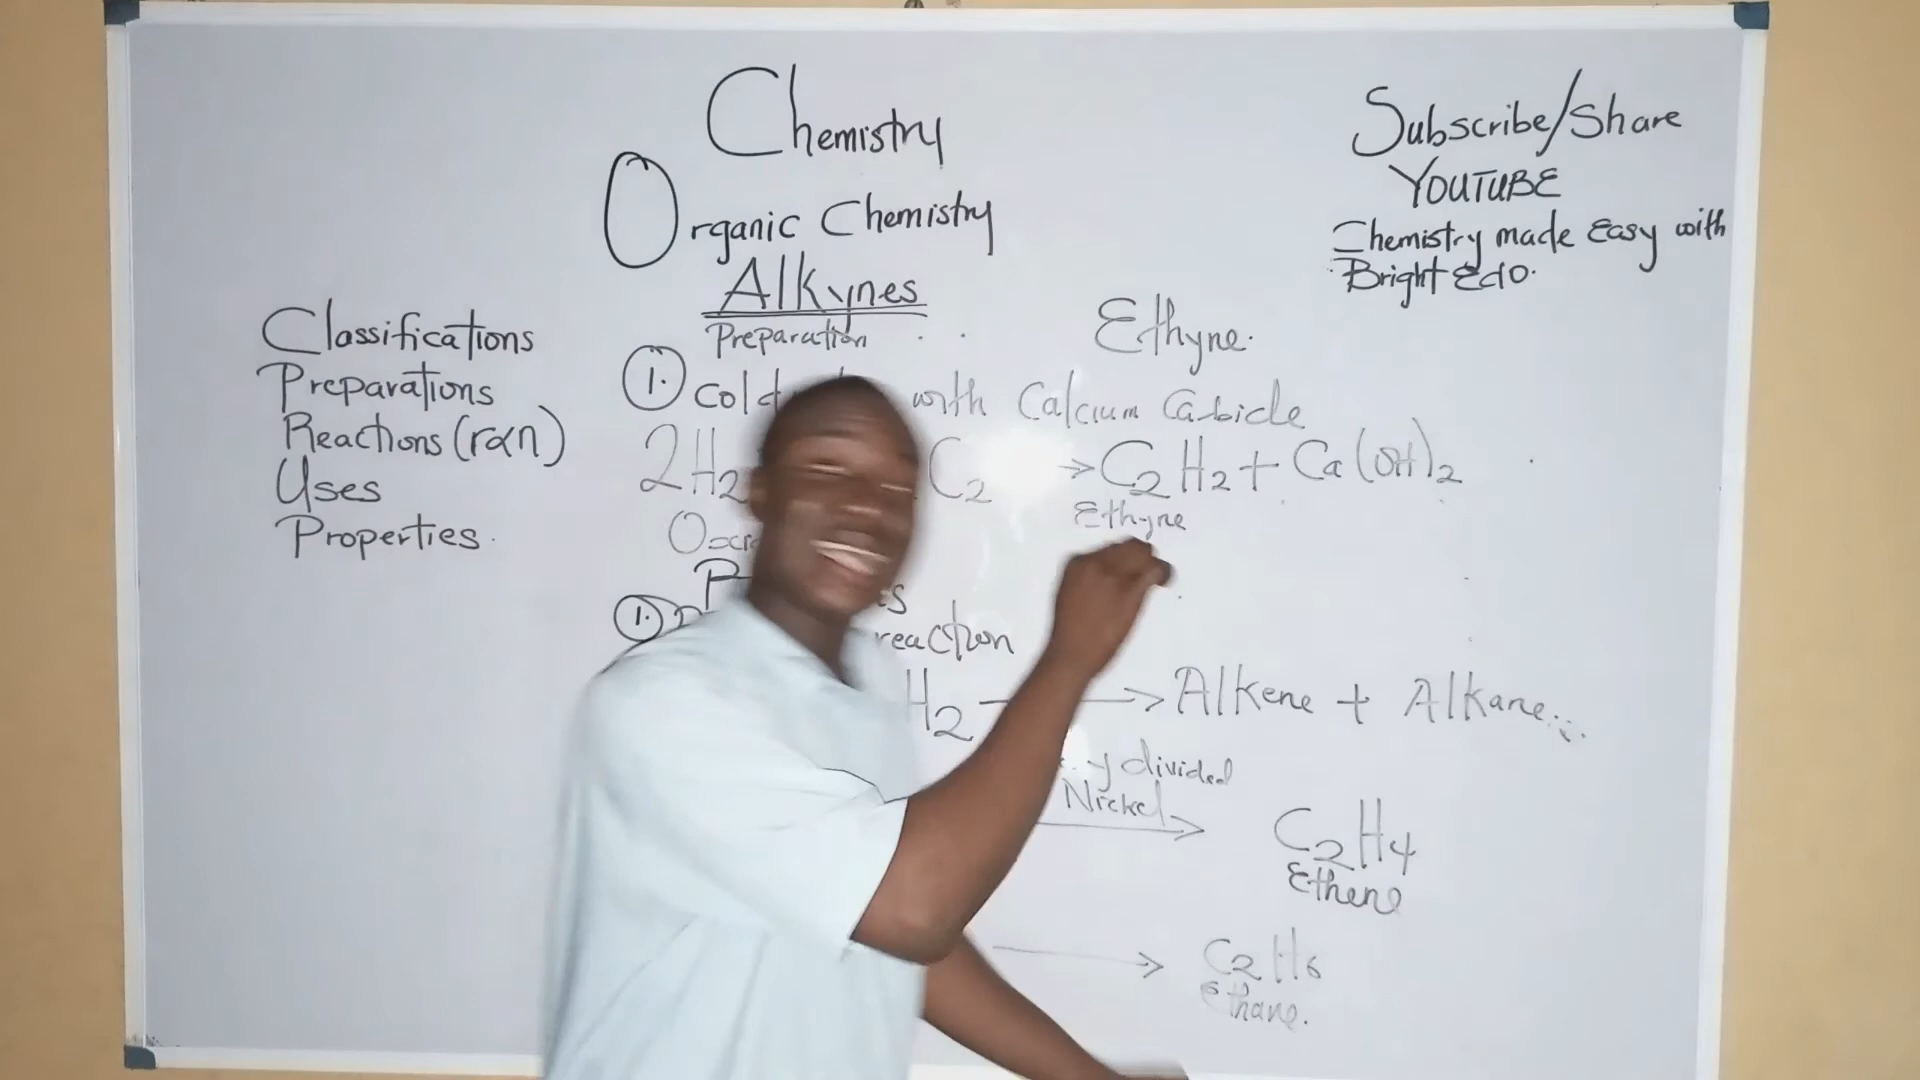 Chemistry
Organic Chemistry
Alkynes
Preparation
Subscribe/Share
YOUTUBE
Chemistry made Easy with
Bright Edo.
Classifications
Preparations
Reactions (rxn)
Uses
Properties.
Ethyne.
1. cold with Calcium Carbide
2H2 C2 → C2H2 + Ca(OH)2
Ethyne
1. reaction
H2 → Alkene + Alkane
divided
Nickel
→ C2H4
Ethene
→ C2H6
Ethane.